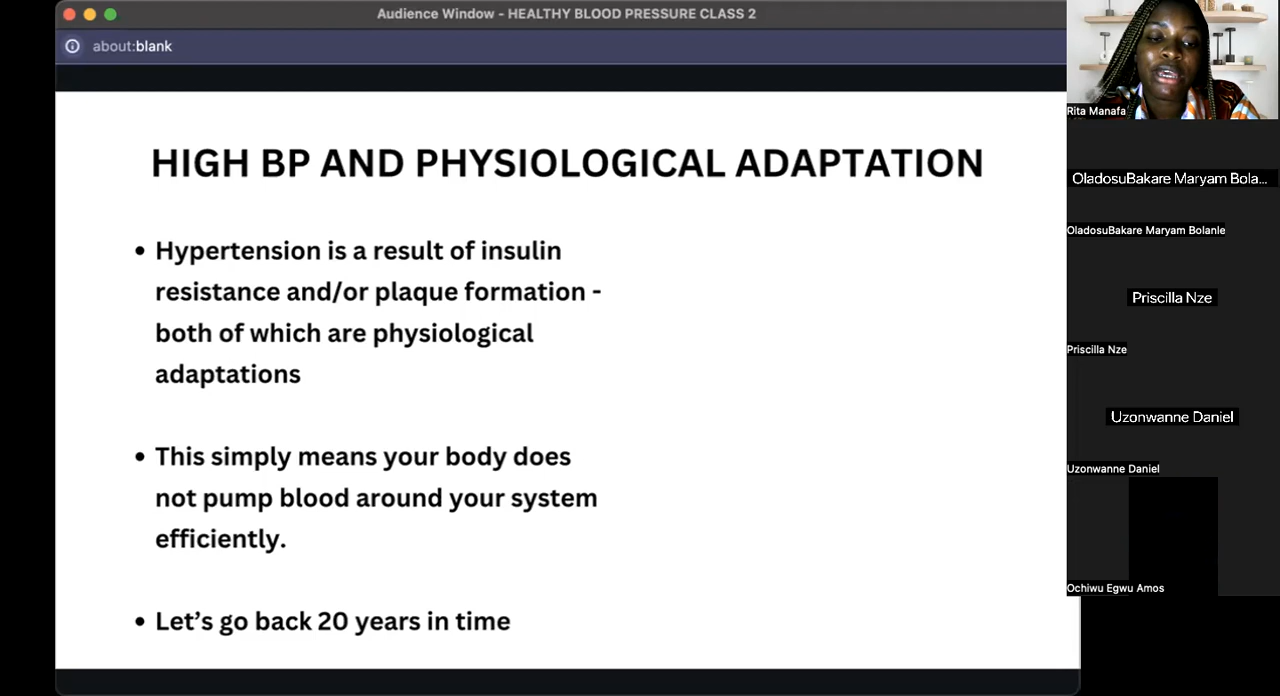 Audience Window - HEALTHY BLOOD PRESSURE CLASS 2
about:blank
HIGH BP AND PHYSIOLOGICAL ADAPTATION
• Hypertension is a result of insulin
resistance and/or plaque formation -
both of which are physiological
adaptations
• This simply means your body does
not pump blood around your system
efficiently.
• Let’s go back 20 years in time
Rita Manafa
OladosuBakare Maryam Bola...
OladosuBakare Maryam Bolanle
Priscilla Nze
Priscilla Nze
Uzonwanne Daniel
Uzonwanne Daniel
Ochiwu Egwu Amos